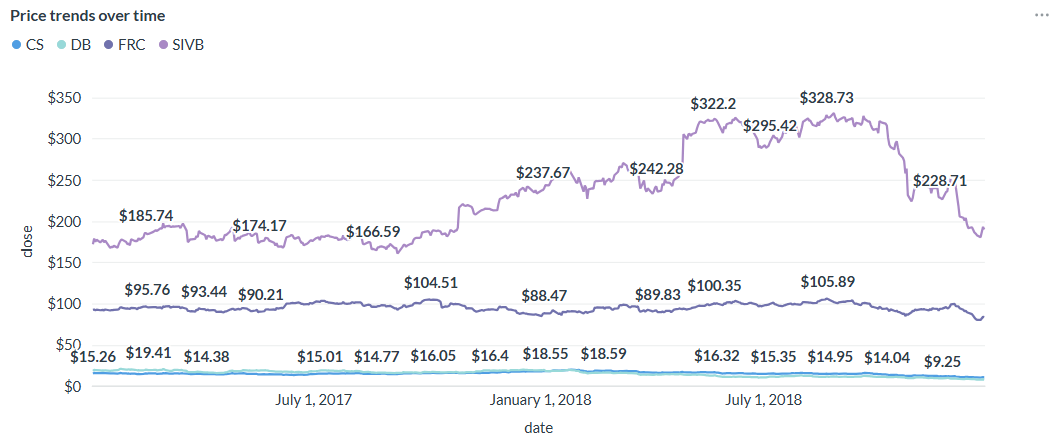 Price trends over time
...
CS DB FRC SIVB
$350
$322.2 $328.73
$300
$295.42
$250
$237.67 $242.28 $228.71
$200
$185.74 $174.17 $166.59
$150
$100
$95.76 $93.44 $90.21 $104.51 $88.47 $89.83 $100.35 $105.89
$50
$15.26 $19.41 $14.38 $15.01 $14.77 $16.05 $16.4 $18.55 $18.59 $16.32 $15.35 $14.95 $14.04 $9.25
$0
close
July 1, 2017 January 1, 2018 July 1, 2018
date